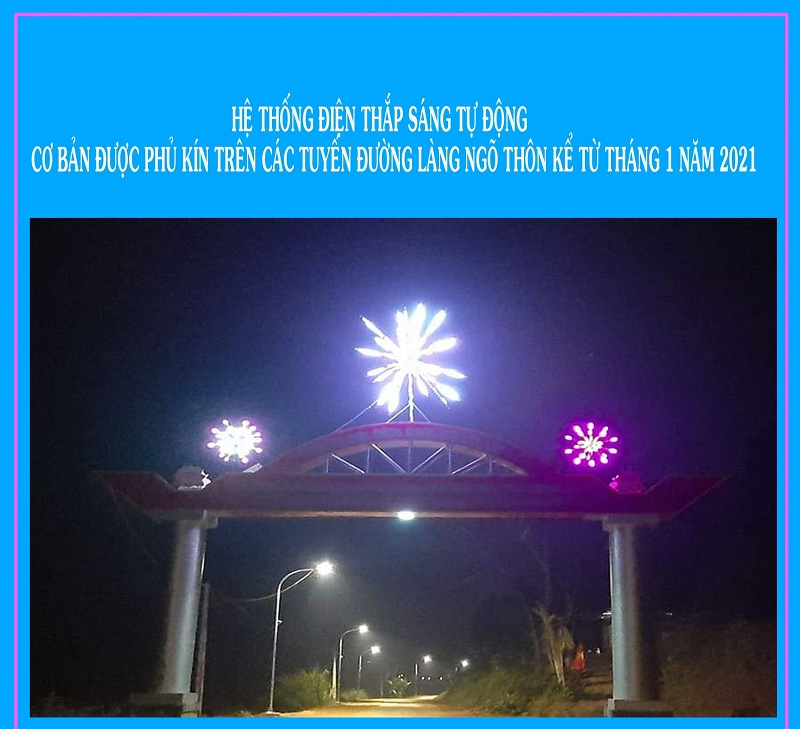 HỆ THỐNG ĐIỆN THẮP SÁNG TỰ ĐỘNG
CƠ BẢN ĐƯỢC PHỦ KÍN TRÊN CÁC TUYẾN ĐƯỜNG LÀNG NGÕ THÔN KỂ TỪ THÁNG 1 NĂM 2021